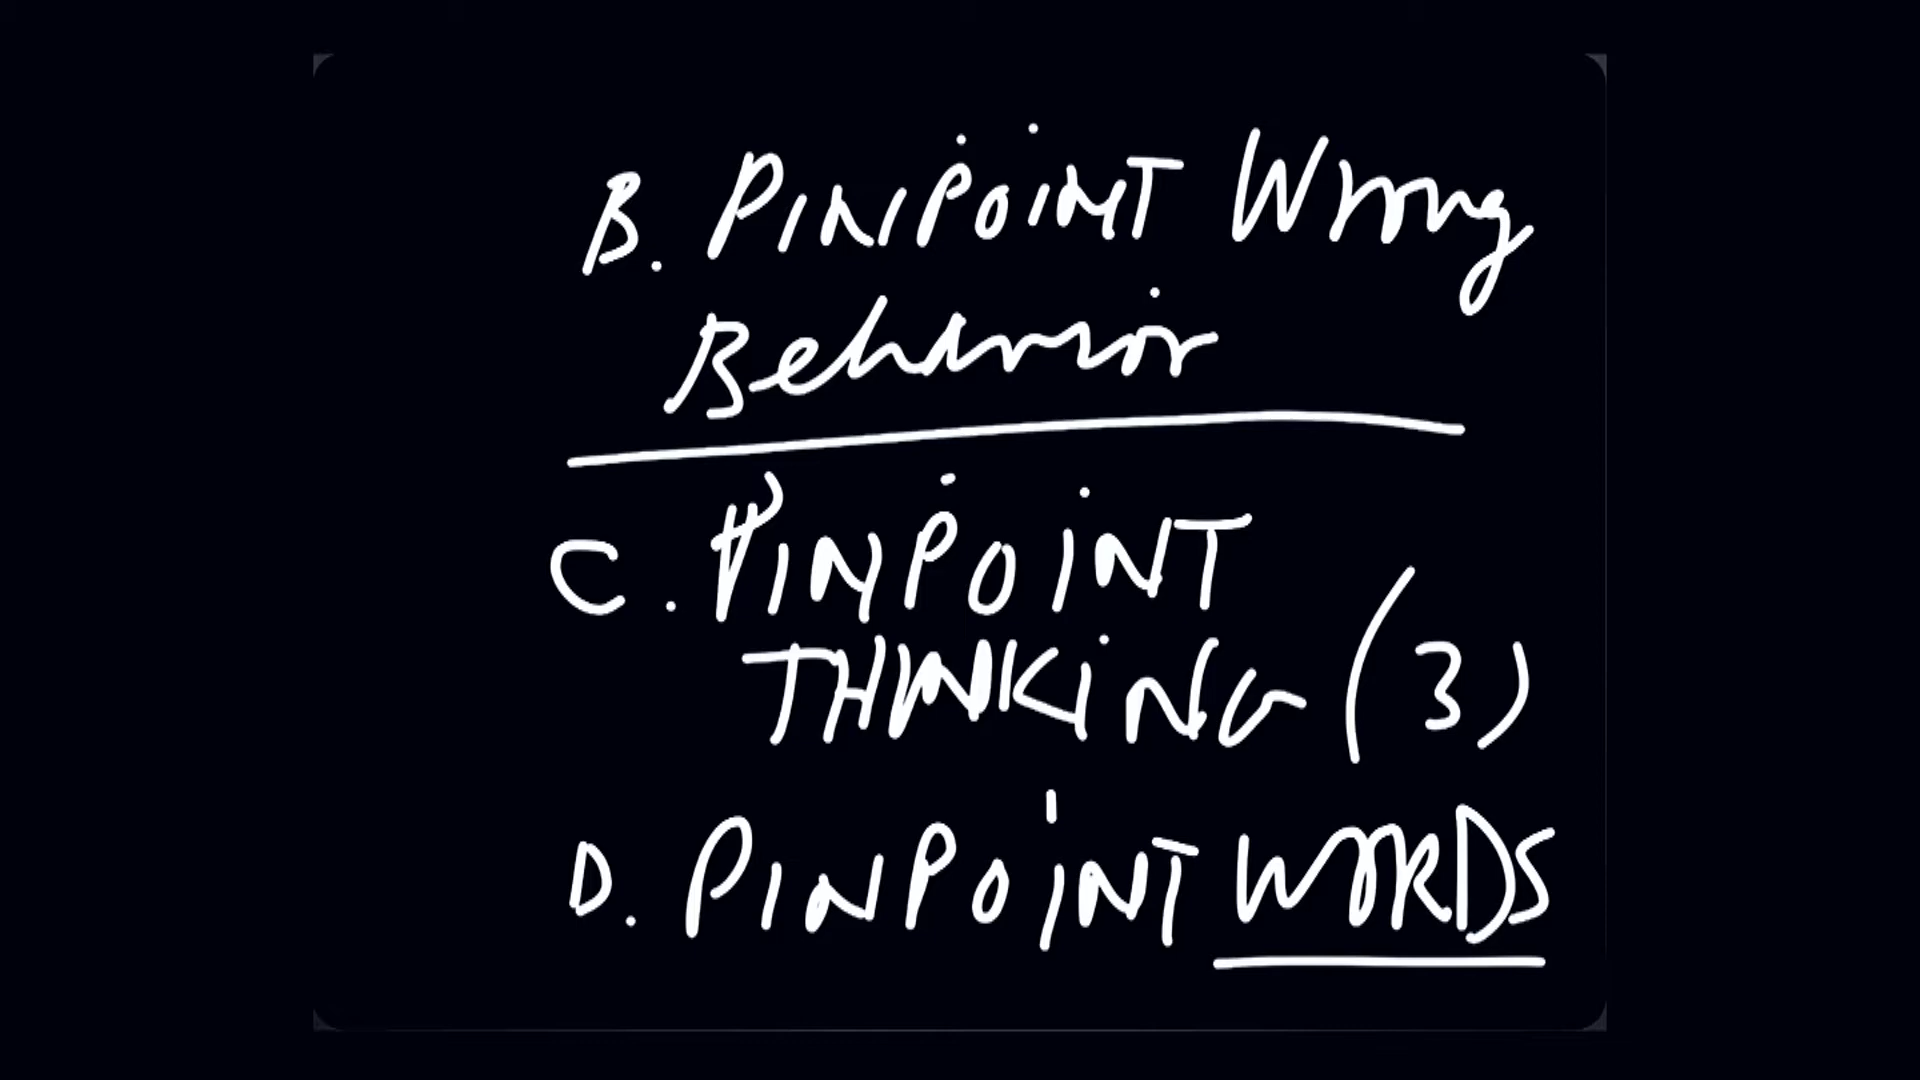 B. PINPOINT Wrong
Behavior
C. PINPOINT
THINKING (3)
D. PINPOINT WORDS